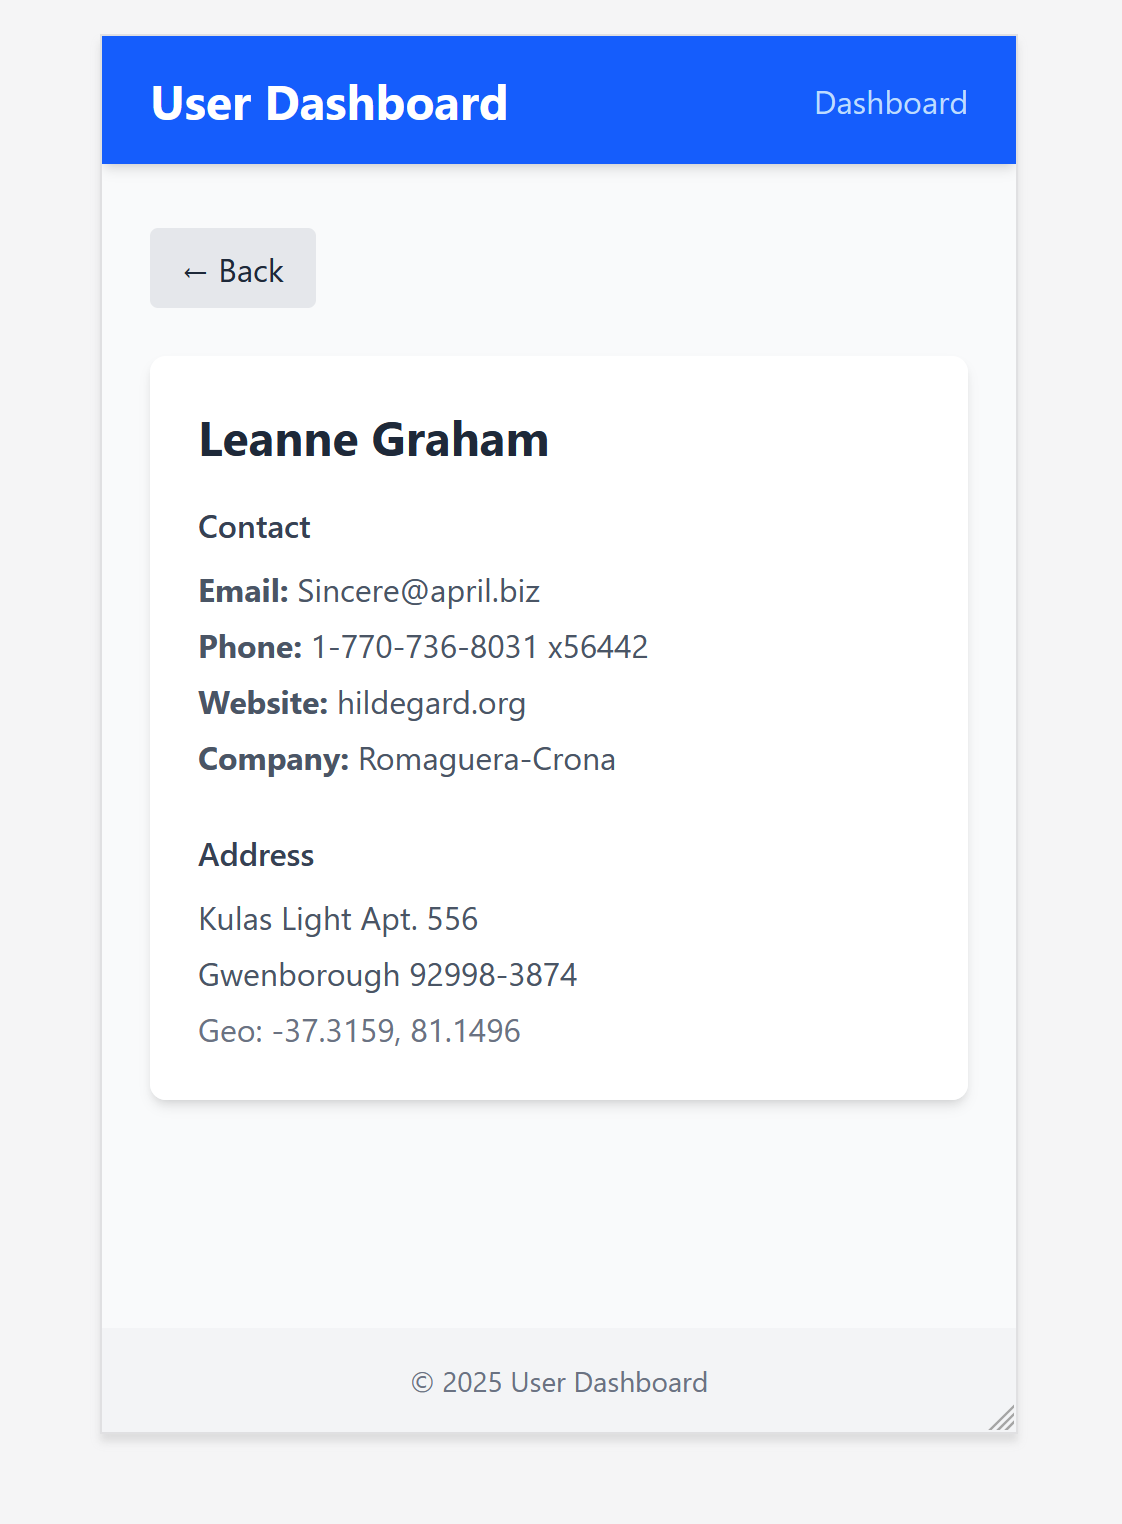 User Dashboard
Dashboard
← Back
Leanne Graham
Contact
Email: Sincere@april.biz
Phone: 1-770-736-8031 x56442
Website: hildegard.org
Company: Romaguera-Crona
Address
Kulas Light Apt. 556
Gwenborough 92998-3874
Geo: -37.3159, 81.1496
© 2025 User Dashboard